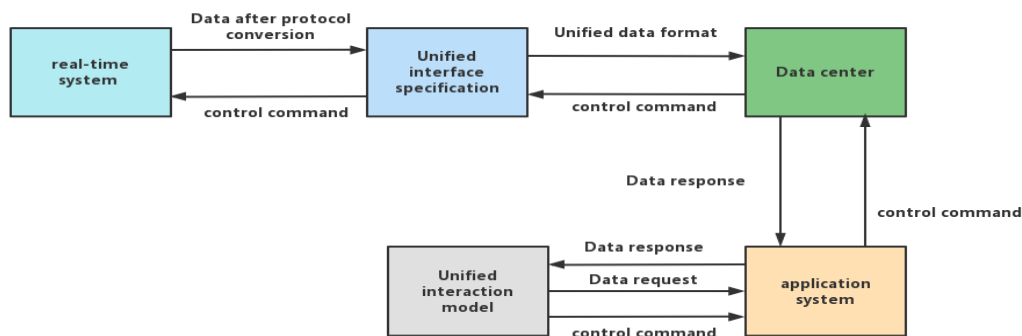 Data after protocol
conversion
Unified data format
real-time
system
Unified
interface
specification
Data center
control command
control command
Data response
control command
Data response
Data request
control command
Unified
interaction
model
application
system